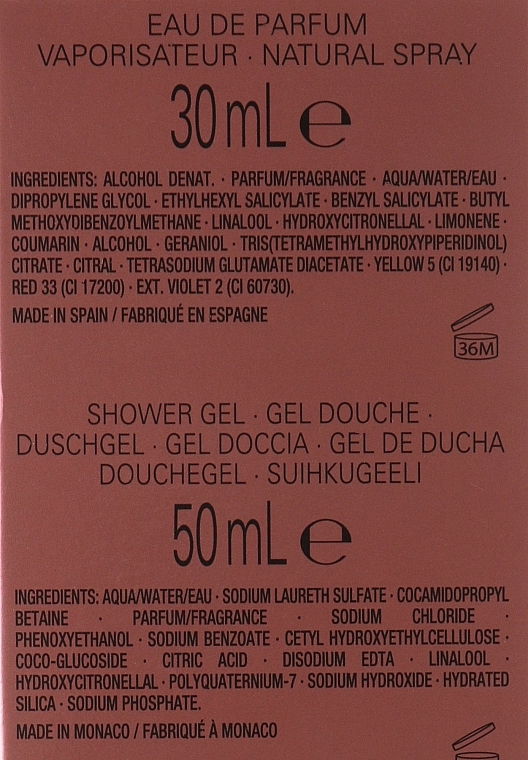 EAU DE PARFUM
VAPORISATEUR · NATURAL SPRAY
30 mL ℮
INGREDIENTS: ALCOHOL DENAT. · PARFUM/FRAGRANCE · AQUA/WATER/EAU ·
DIPROPYLENE GLYCOL · ETHYLHEXYL SALICYLATE · BENZYL SALICYLATE · BUTYL
METHOXYDIBENZOYLMETHANE · LINALOOL · HYDROXYCITRONELLAL · LIMONENE ·
COUMARIN · ALCOHOL · GERANIOL · TRIS(TETRAMETHYLHYDROXYPIPERIDINOL)
CITRATE · CITRAL · TETRASODIUM GLUTAMATE DIACETATE · YELLOW 5 (CI 19140) ·
RED 33 (CI 17200) · EXT. VIOLET 2 (CI 60730).
MADE IN SPAIN / FABRIQUÉ EN ESPAGNE
36M
SHOWER GEL · GEL DOUCHE ·
DUSCHGEL · GEL DOCCIA · GEL DE DUCHA
DOUCHEGEL · SUIHKUGEELI
50 mL ℮
INGREDIENTS: AQUA/WATER/EAU · SODIUM LAURETH SULFATE · COCAMIDOPROPYL
BETAINE · PARFUM/FRAGRANCE · SODIUM CHLORIDE ·
PHENOXYETHANOL · SODIUM BENZOATE · CETYL HYDROXYETHYLCELLULOSE ·
COCO-GLUCOSIDE · CITRIC ACID · DISODIUM EDTA · LINALOOL ·
HYDROXYCITRONELLAL · POLYQUATERNIUM-7 · SODIUM HYDROXIDE · HYDRATED
SILICA · SODIUM PHOSPHATE.
MADE IN MONACO / FABRIQUÉ À MONACO